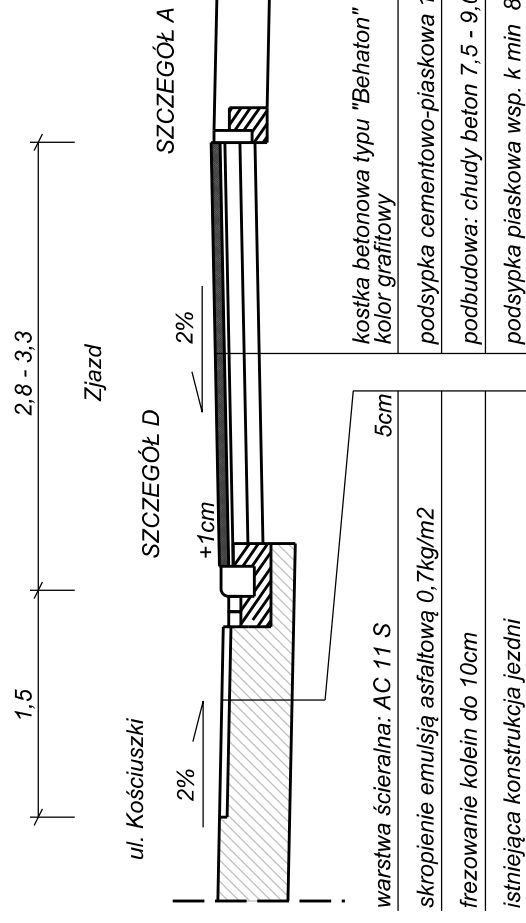 1,5
2,8 - 3,3
Zjazd
ul. Kościuszki
SZCZEGÓŁ D
SZCZEGÓŁ A
2%
+1cm
2%
warstwa ścieralna: AC 11 S 5cm
skropienie emulsją asfaltową 0,7kg/m2
frezowanie kolein do 10cm
istniejąca konstrukcja jezdni
kostka betonowa typu "Behaton"
kolor grafitowy
podsypka cementowo-piaskowa
podbudowa: chudy beton 7,5 - 9,0
podsypka piaskowa wsp. k min 8